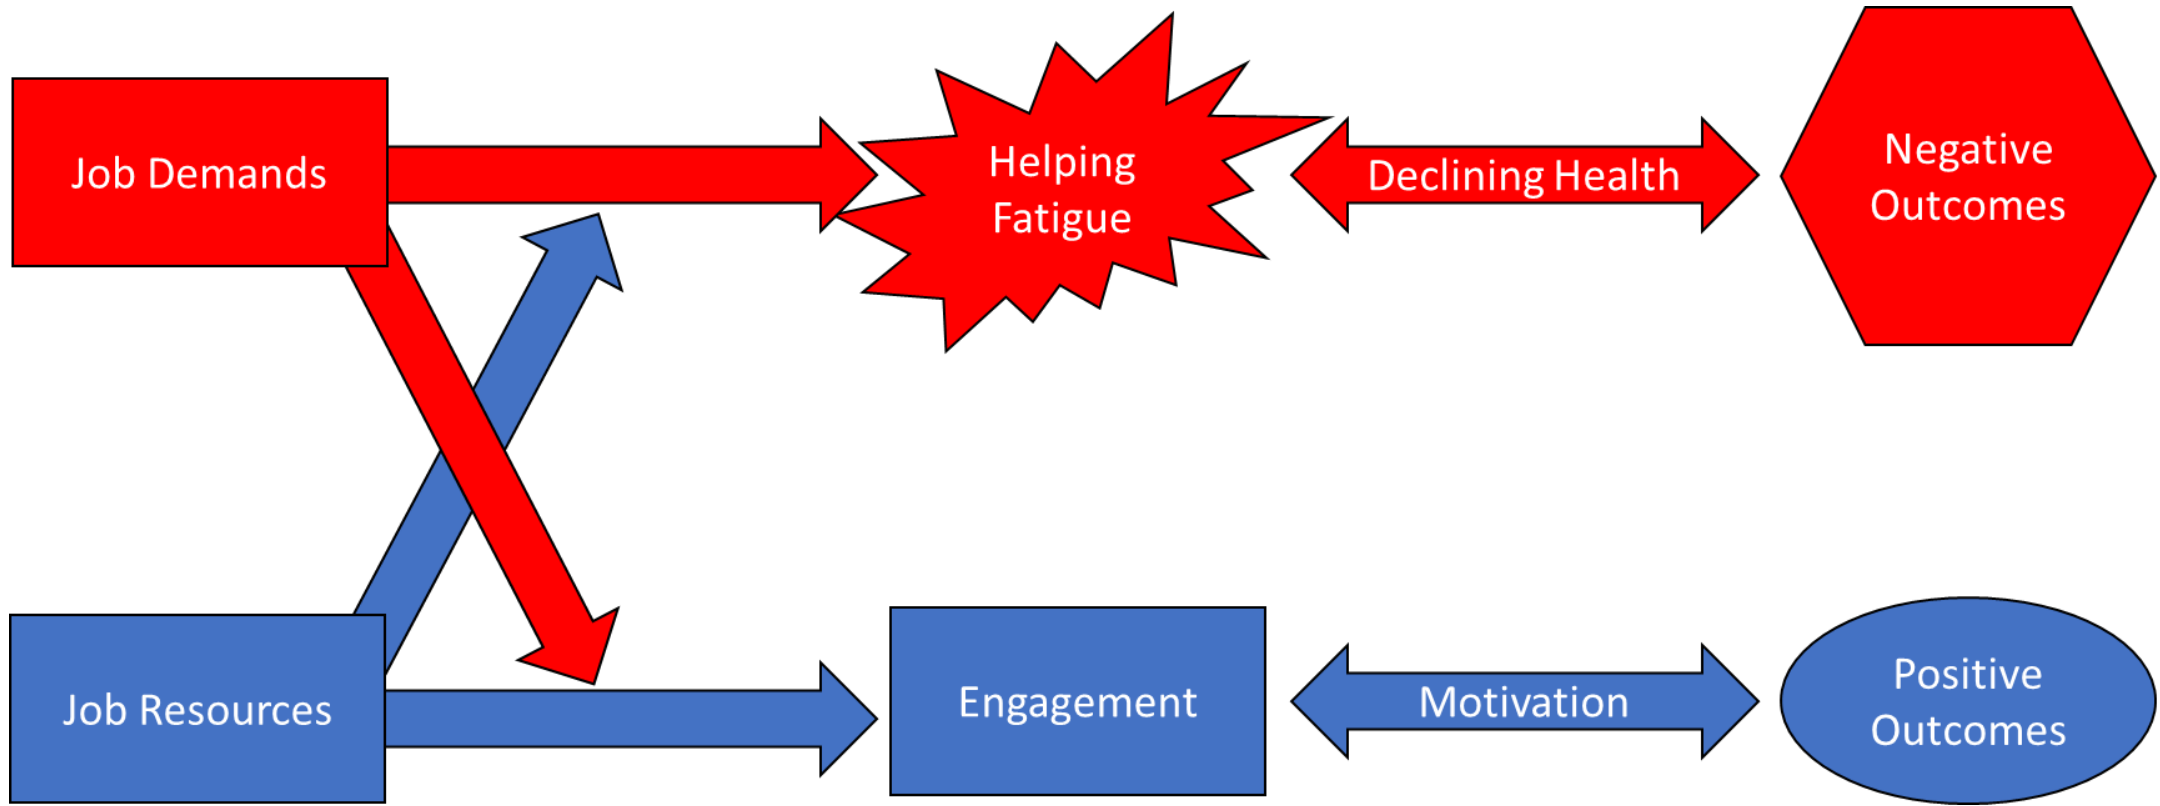 Job Demands
Helping
Fatigue
Declining Health
Negative
Outcomes
Job Resources
Engagement
Motivation
Positive
Outcomes